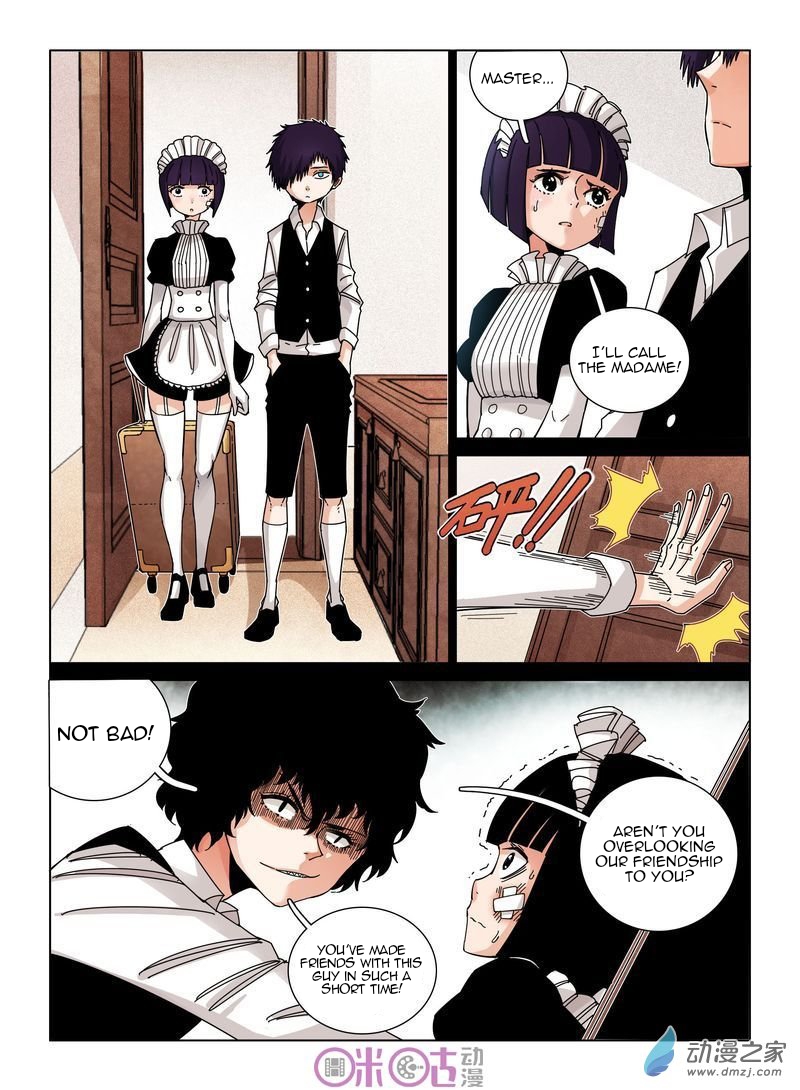 MASTER...
I'LL CALL
THE MADAME!
砰!!
NOT BAD!
AREN'T YOU
OVERLOOKING
OUR FRIENDSHIP
TO YOU?
YOU'VE MADE
FRIENDS WITH THIS
GUY IN SUCH A
SHORT TIME!
咪咕动漫
动漫之家
www.dmzj.com